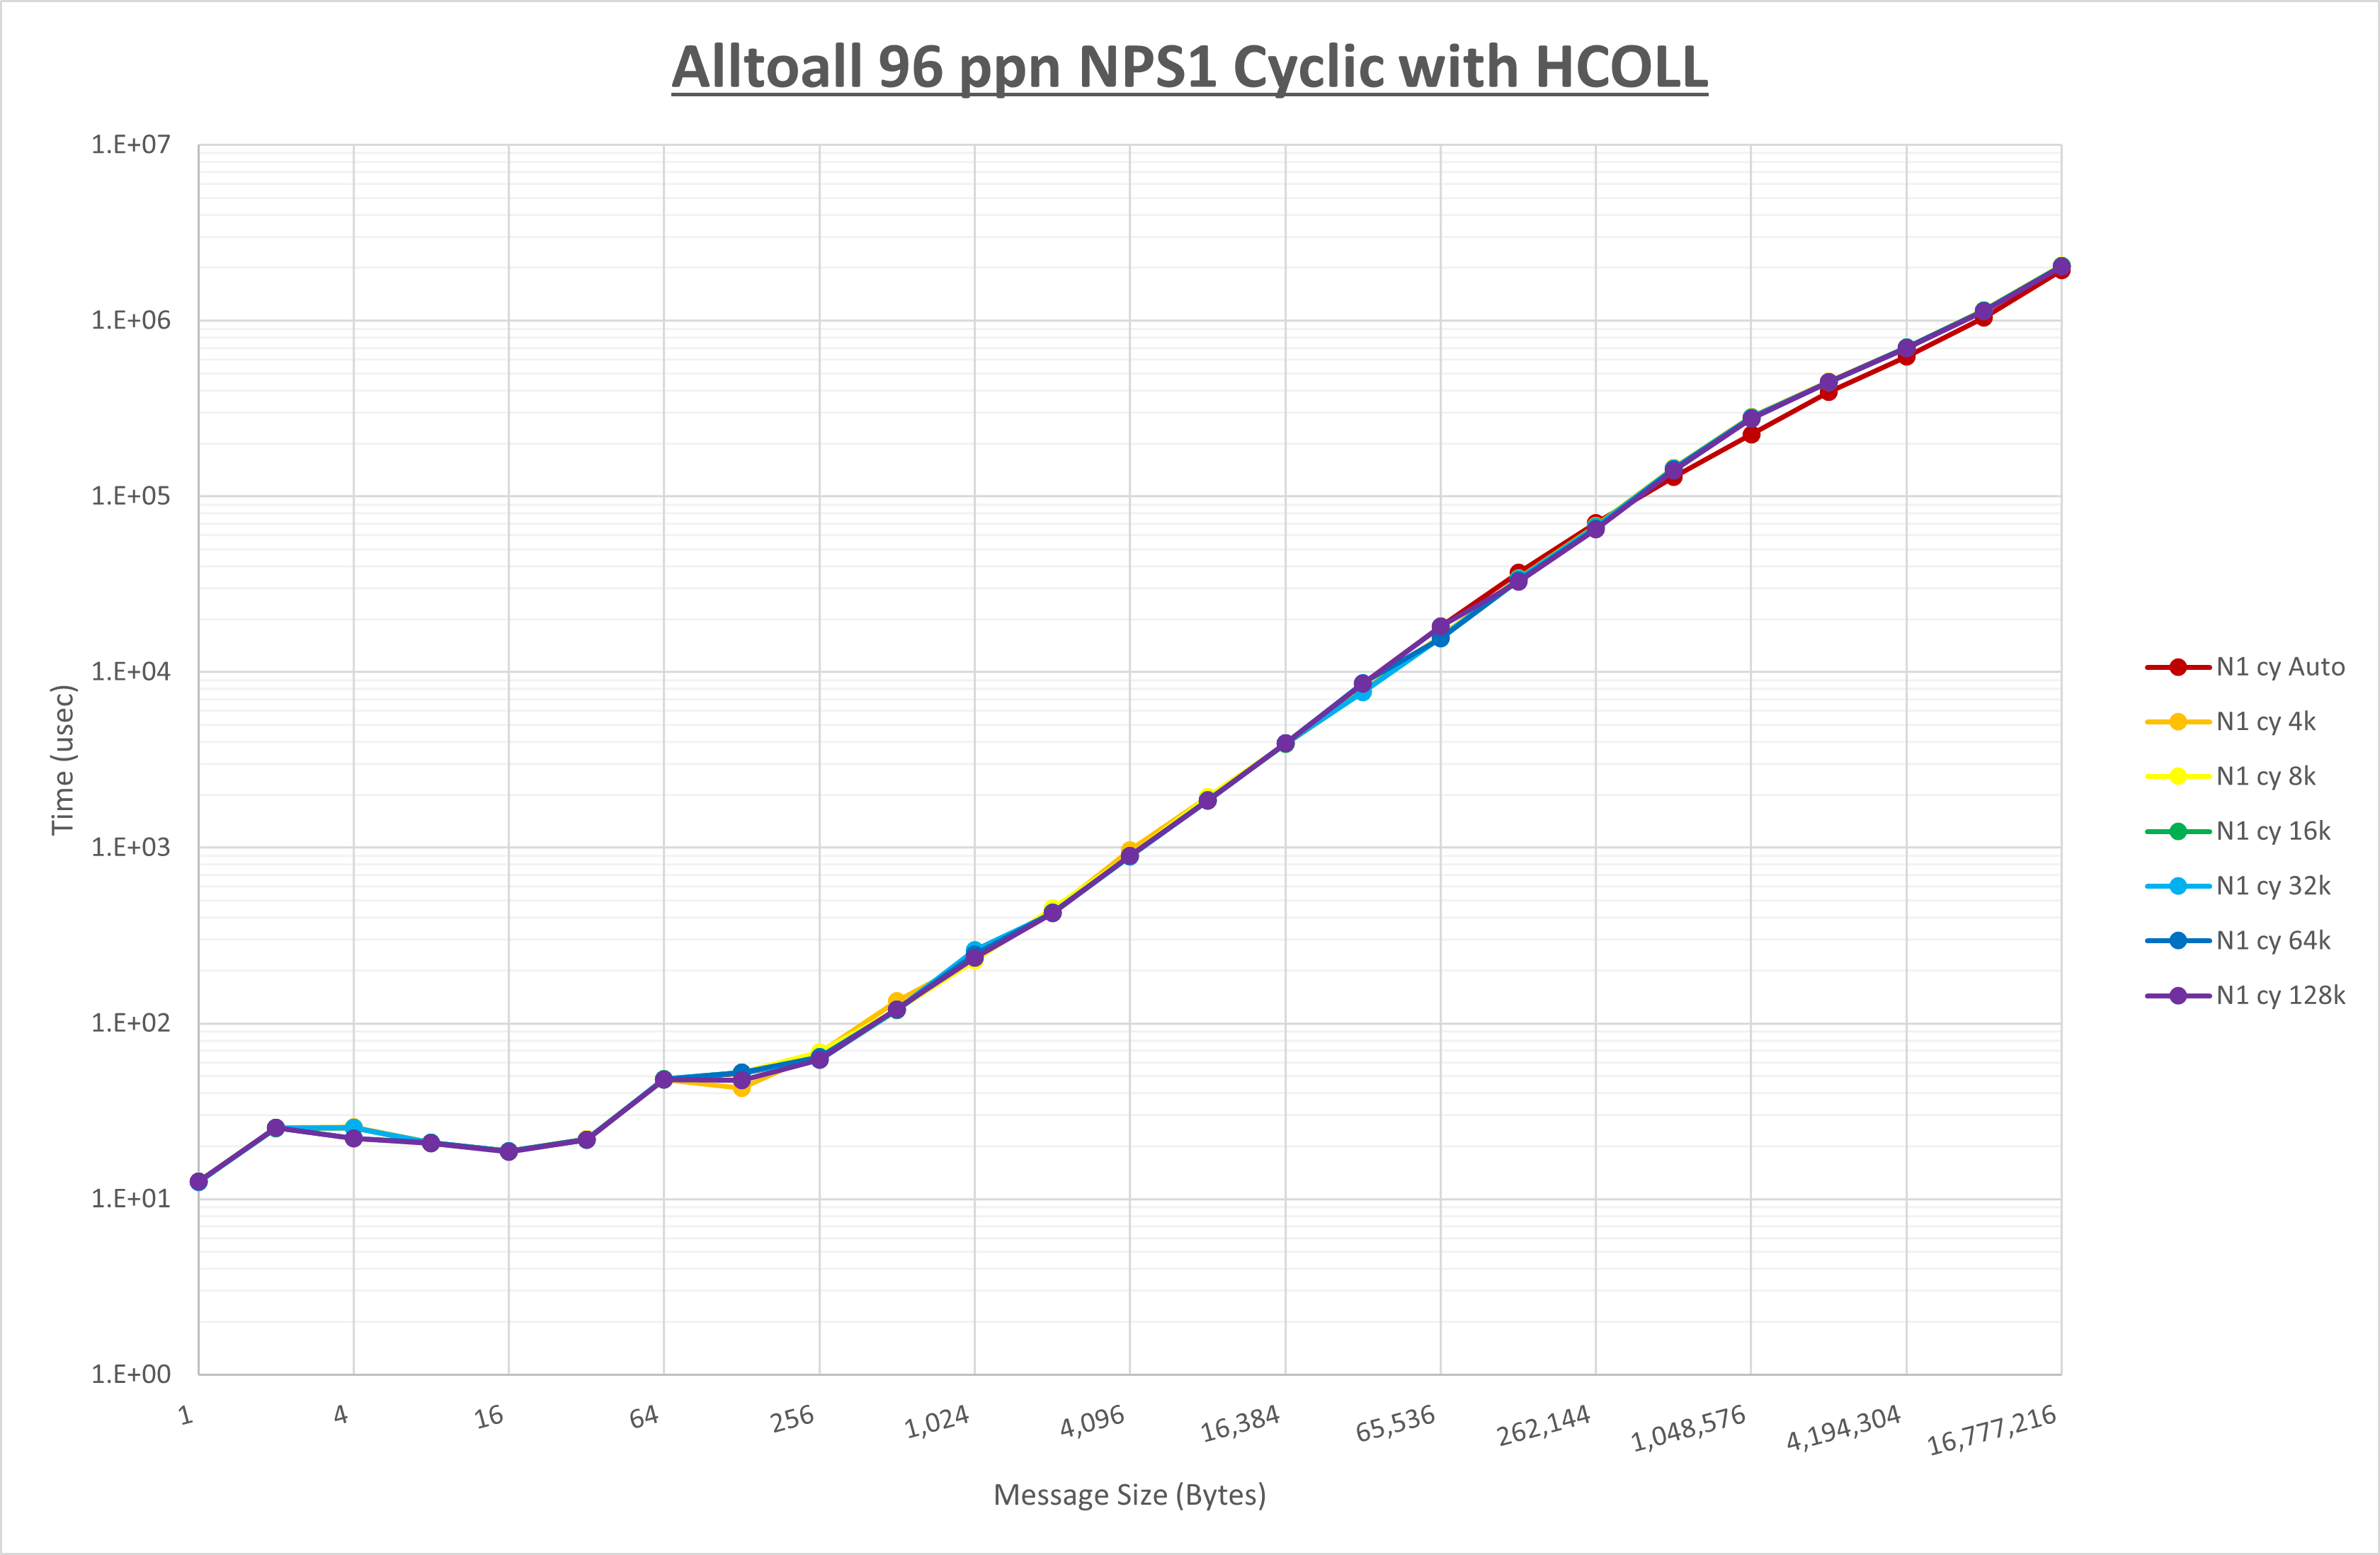 Alltoall 96 ppn NPS1 Cyclic with HCOLL
1.E+07
1.E+06
1.E+05
1.E+04
1.E+03
1.E+02
1.E+01
1.E+00
Time (usec)
1 4 16 64 256 1,024 4,096 16,384 65,536 262,144 1,048,576 4,194,304 16,777,216
Message Size (Bytes)
N1 cy Auto
N1 cy 4k
N1 cy 8k
N1 cy 16k
N1 cy 32k
N1 cy 64k
N1 cy 128k